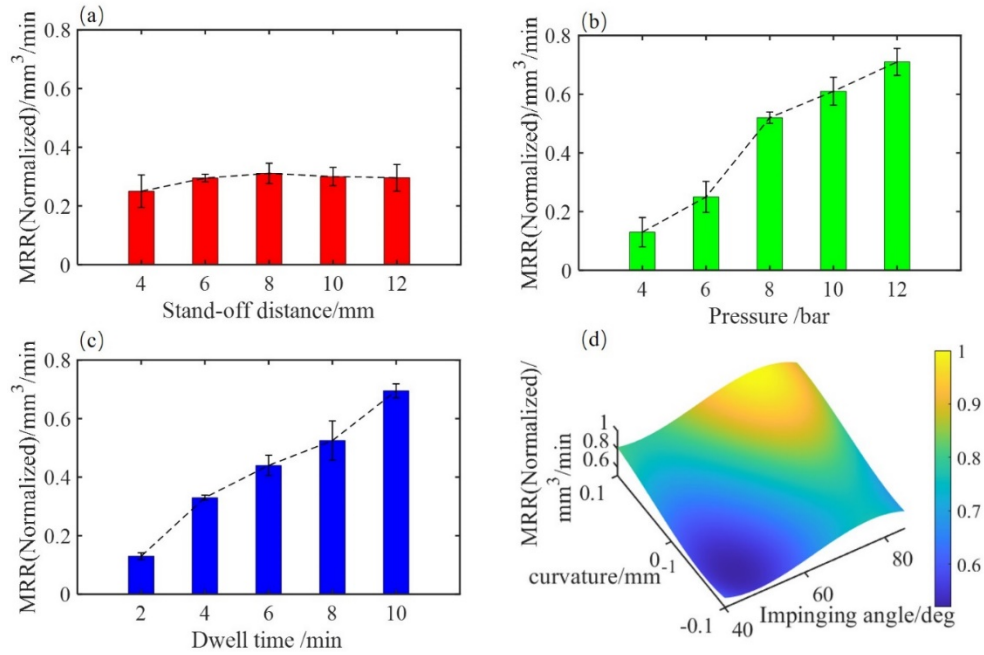 (a)
MRR(Normalized)/mm³/min
0.8
0.6
0.4
0.2
0
4 6 8 10 12
Stand-off distance/mm
(b)
MRR(Normalized)/mm³/min
0.8
0.6
0.4
0.2
0
4 6 8 10 12
Pressure /bar
(c)
MRR(Normalized)/mm³/min
0.8
0.6
0.4
0.2
0
2 4 6 8 10
Dwell time /min
(d)
MRR(Normalized)/
mm³/min
1
0.8
0.6
0.1
0
-0.1
curvature/mm⁻¹
40
60
80
Impinging angle/deg
1
0.9
0.8
0.7
0.6